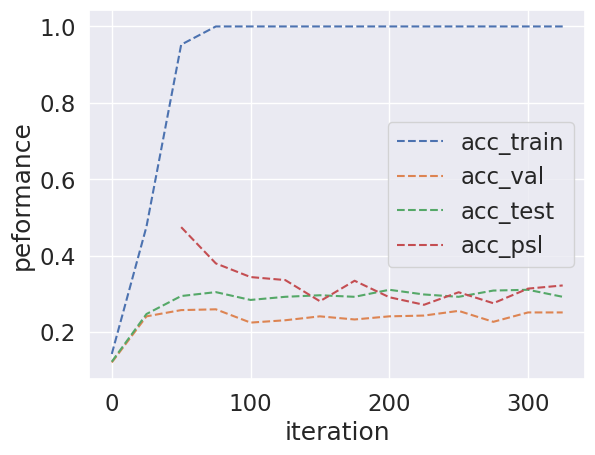 1.0
0.8
0.6
0.4
0.2
peformance
acc_train
acc_val
acc_test
acc_psl
0 100 200 300
iteration